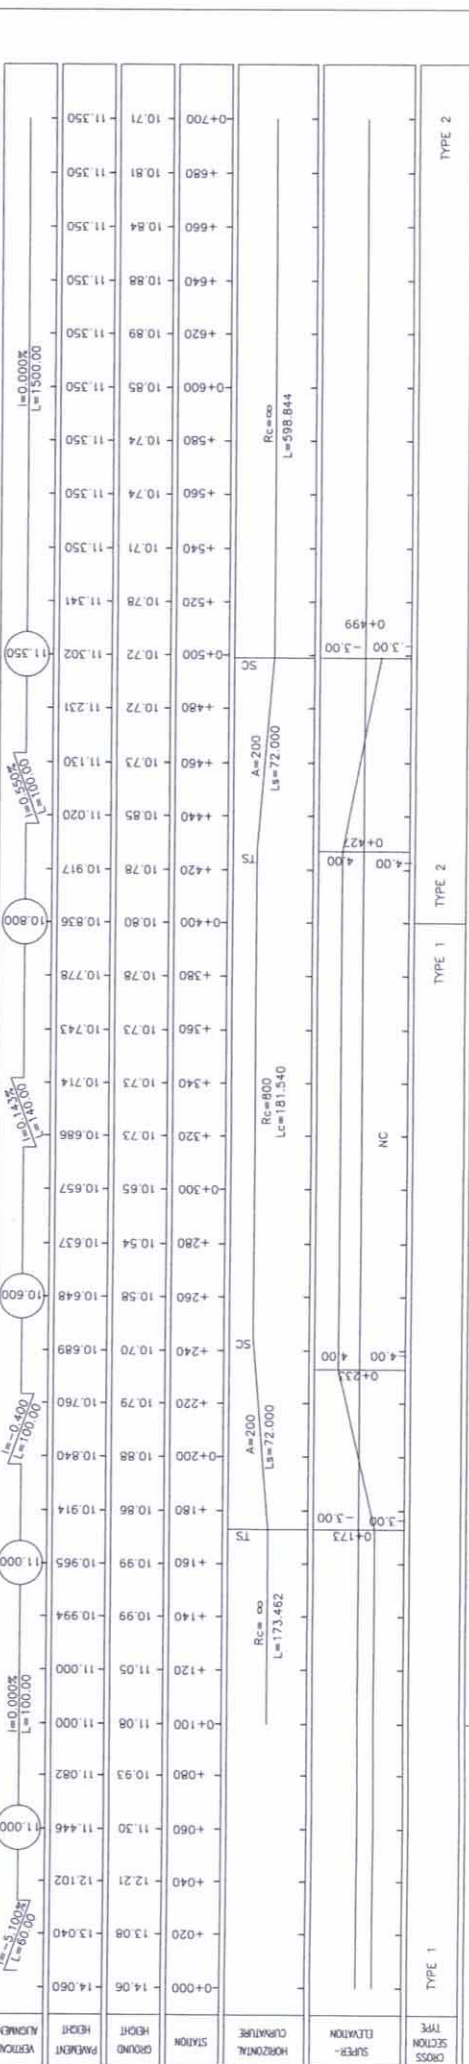 VERTICAL ALIGNMENT
i=-5.100% L=60.00
11.000
i=0.000% L=100.00
11.000
i=-0.400 L=100.00
10.600
i=0.143% L=140.00
10.800
i=0.550% L=100.00
11.350
i=0.000% L=1500.00
PAVEMENT HEIGHT
14.060 13.040 12.102 11.446 11.082 11.000 11.000 10.994 10.965 10.914 10.840 10.760 10.689 10.648 10.637 10.657 10.686 10.714 10.743 10.778 10.836 10.917 11.020 11.130 11.231 11.302 11.341 11.350 11.350 11.350 11.350 11.350 11.350 11.350 11.350 11.350
GROUND HEIGHT
14.06 13.08 12.21 11.30 10.93 11.08 11.05 10.99 10.99 10.86 10.88 10.79 10.70 10.58 10.54 10.65 10.73 10.73 10.73 10.78 10.80 10.78 10.85 10.73 10.72 10.72 10.78 10.71 10.74 10.74 10.85 10.89 10.88 10.84 10.81 10.71
STATION
0+000 +020 +040 +060 +080 0+100 +120 +140 +160 +180 0+200 +220 +240 +260 +280 0+300 +320 +340 +360 +380 0+400 +420 +440 +460 +480 0+500 +520 +540 +560 +580 0+600 +620 +640 +660 +680 0+700
HORIZONTAL CURVATURE
Rc= ∞
L=173.462
TS
A=200
Ls=72.000
SC
Rc=800
Lc=181.540
TS
A=200
Ls=72.000
SC
Rc=∞
L=598.844
SUPER-ELEVATION
0+173
-3.00 -3.00
0+233
4.00 -4.00
NC
0+427
4.00 -4.00
0+499
-3.00 -3.00
CROSS SECTION TYPE
TYPE 1
TYPE 1
TYPE 2
TYPE 2